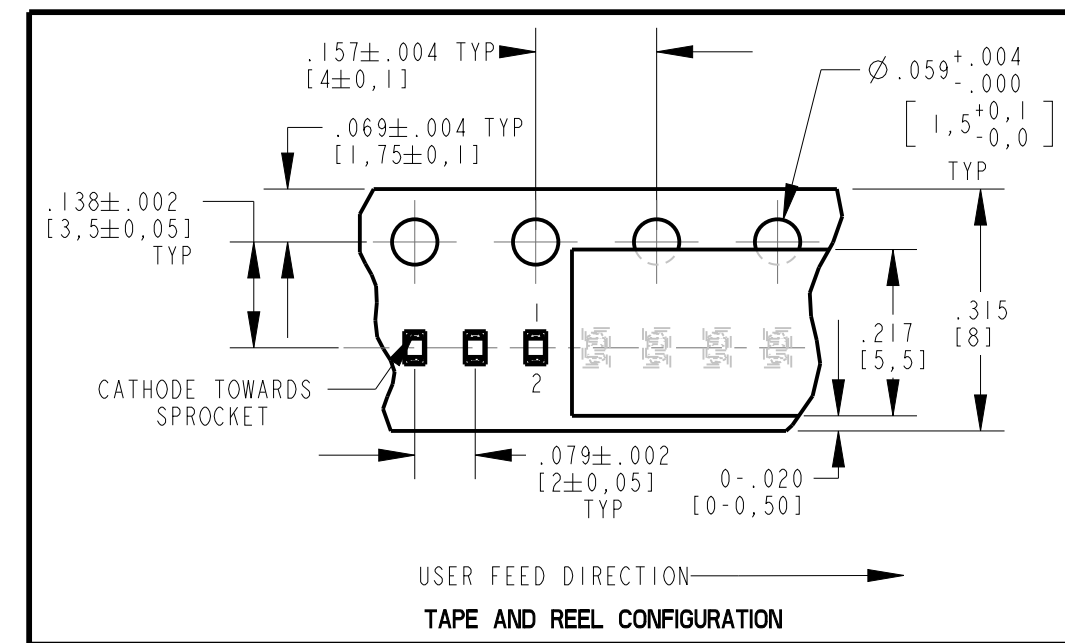 .157±.004 TYP
[4±0,1]
Ø.059+.004
-.000
[1,5+0,1
-0,0]
TYP
.069±.004 TYP
[1,75±0,1]
.138±.002
[3,5±0,05]
TYP
1
2
.315
[8]
.217
[5,5]
CATHODE TOWARDS
SPROCKET
.079±.002
[2±0,05]
TYP
0-.020
[0-0,50]
USER FEED DIRECTION
TAPE AND REEL CONFIGURATION